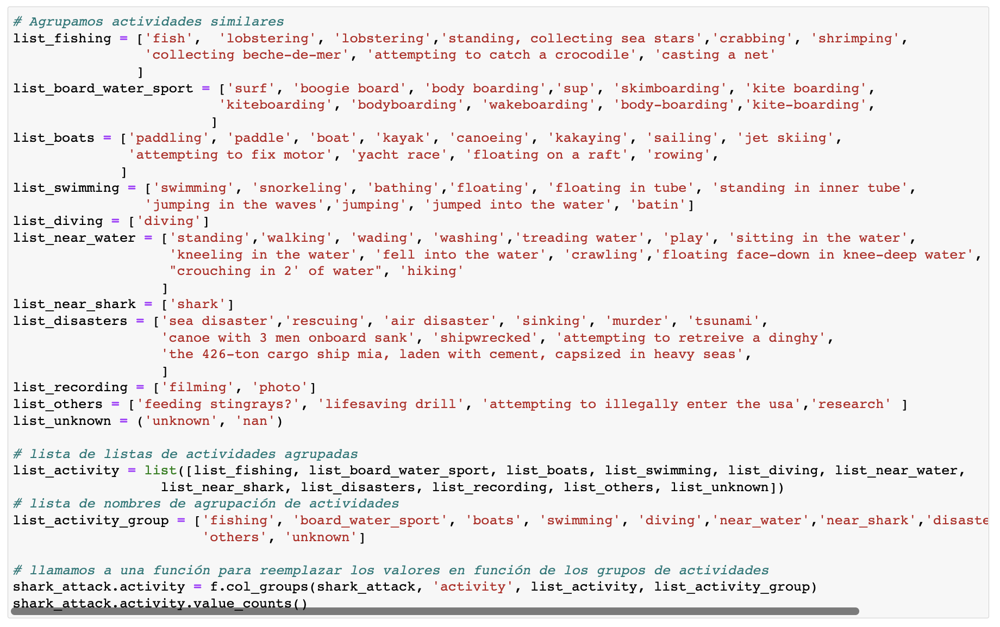 # Agrupamos actividades similares
list_fishing = ['fish',  'lobstering', 'lobstering','standing, collecting sea stars','crabbing', 'shrimping',
                'collecting beche-de-mer', 'attempting to catch a crocodile', 'casting a net'
               ]
list_board_water_sport = ['surf', 'boogie board', 'body boarding','sup', 'skimboarding', 'kite boarding',
                         'kiteboarding', 'bodyboarding', 'wakeboarding', 'body-boarding','kite-boarding',
                        ]
list_boats = ['paddling', 'paddle', 'boat', 'kayak', 'canoeing', 'kakaying', 'sailing', 'jet skiing',
              'attempting to fix motor', 'yacht race', 'floating on a raft', 'rowing',
             ]
list_swimming = ['swimming', 'snorkeling', 'bathing','floating', 'floating in tube', 'standing in inner tube',
                'jumping in the waves','jumping', 'jumped into the water', 'batin']
list_diving = ['diving']
list_near_water = ['standing','walking', 'wading', 'washing','treading water', 'play', 'sitting in the water',
                   'kneeling in the water', 'fell into the water', 'crawling','floating face-down in knee-deep water',
                   "crouching in 2' of water", 'hiking'
                  ]
list_near_shark = ['shark']
list_disasters = ['sea disaster','rescuing', 'air disaster', 'sinking', 'murder', 'tsunami',
                  'canoe with 3 men onboard sank', 'shipwrecked', 'attempting to retreive a dinghy',
                  'the 426-ton cargo ship mia, laden with cement, capsized in heavy seas',
                  ]
list_recording = ['filming', 'photo']
list_others = ['feeding stingrays?', 'lifesaving drill', 'attempting to illegally enter the usa','research' ]
list_unknown = ('unknown', 'nan')

# lista de listas de actividades agrupadas
list_activity = list([list_fishing, list_board_water_sport, list_boats, list_swimming, list_diving, list_near_water,
                  list_near_shark, list_disasters, list_recording, list_others, list_unknown])
# lista de nombres de agrupación de actividades
list_activity_group = ['fishing', 'board_water_sport', 'boats', 'swimming', 'diving','near_water','near_shark','disaste
                       'others', 'unknown']

# llamamos a una función para reemplazar los valores en función de los grupos de actividades
shark_attack.activity = f.col_groups(shark_attack, 'activity', list_activity, list_activity_group)
shark_attack.activity.value_counts()